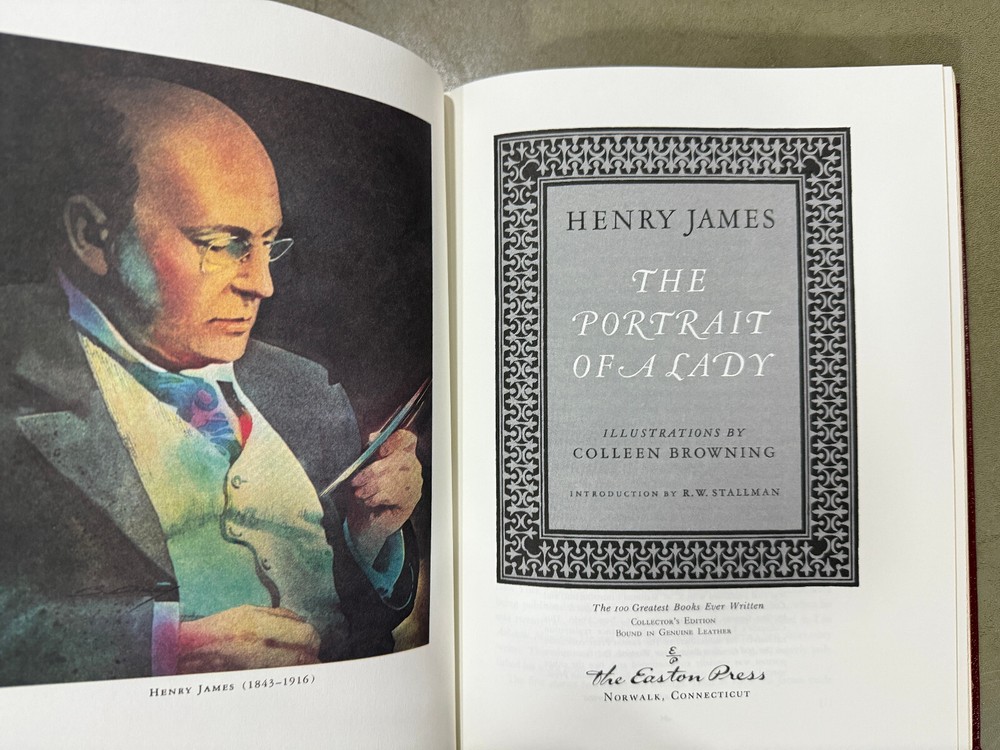 HENRY JAMES (1843–1916)
HENRY JAMES
THE
PORTRAIT
OF A LADY
ILLUSTRATIONS BY
COLLEEN BROWNING
INTRODUCTION BY R.W. STALLMAN
The 100 Greatest Books Ever Written
COLLECTOR'S EDITION
BOUND IN GENUINE LEATHER
E
P
The Easton Press
NORWALK, CONNECTICUT